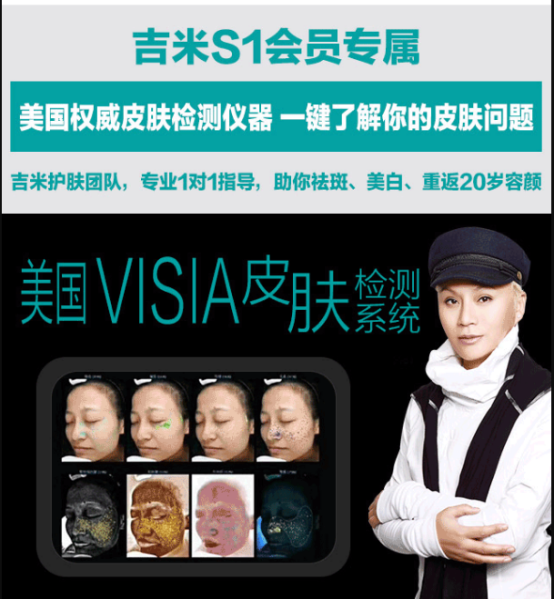 吉米S1会员专属
美国权威皮肤检测仪器 一键了解你的皮肤问题
吉米护肤团队，专业1对1指导，助你祛斑、美白、重返20岁容颜
美国VISIA皮肤检测系统